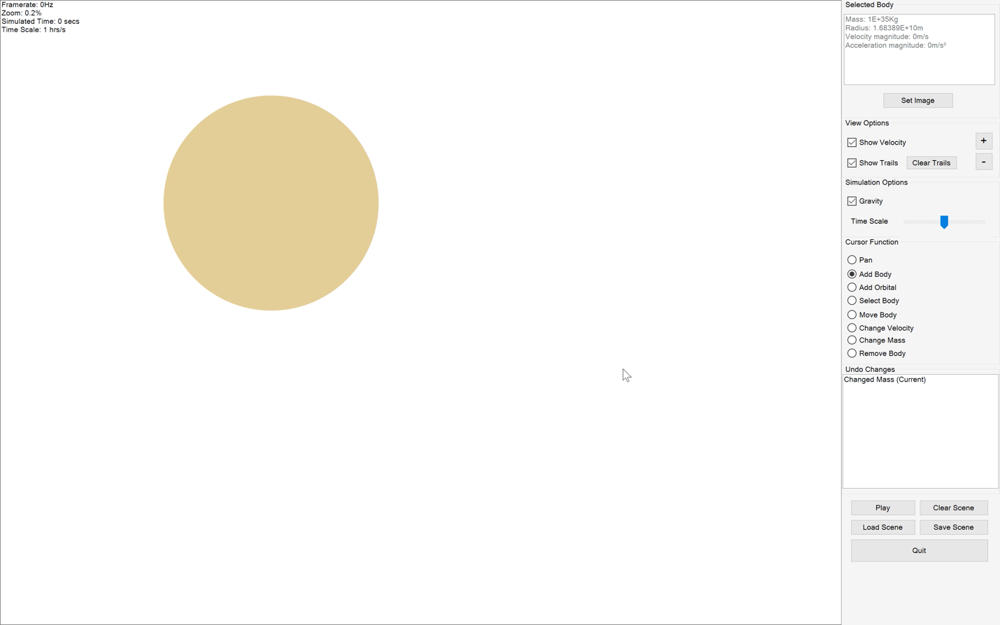 Framerate: 0Hz
Zoom: 0.2%
Simulated Time: 0 secs
Time Scale: 1 hrs/s
Selected Body
Mass: 1E+35Kg
Radius: 1.68389E+10m
Velocity magnitude: 0m/s
Acceleration magnitude: 0m/s²
Set Image
View Options
Show Velocity
+
Show Trails
Clear Trails
-
Simulation Options
Gravity
Time Scale
Cursor Function
Pan
Add Body
Add Orbital
Select Body
Move Body
Change Velocity
Change Mass
Remove Body
Undo Changes
Changed Mass (Current)
Play
Clear Scene
Load Scene
Save Scene
Quit